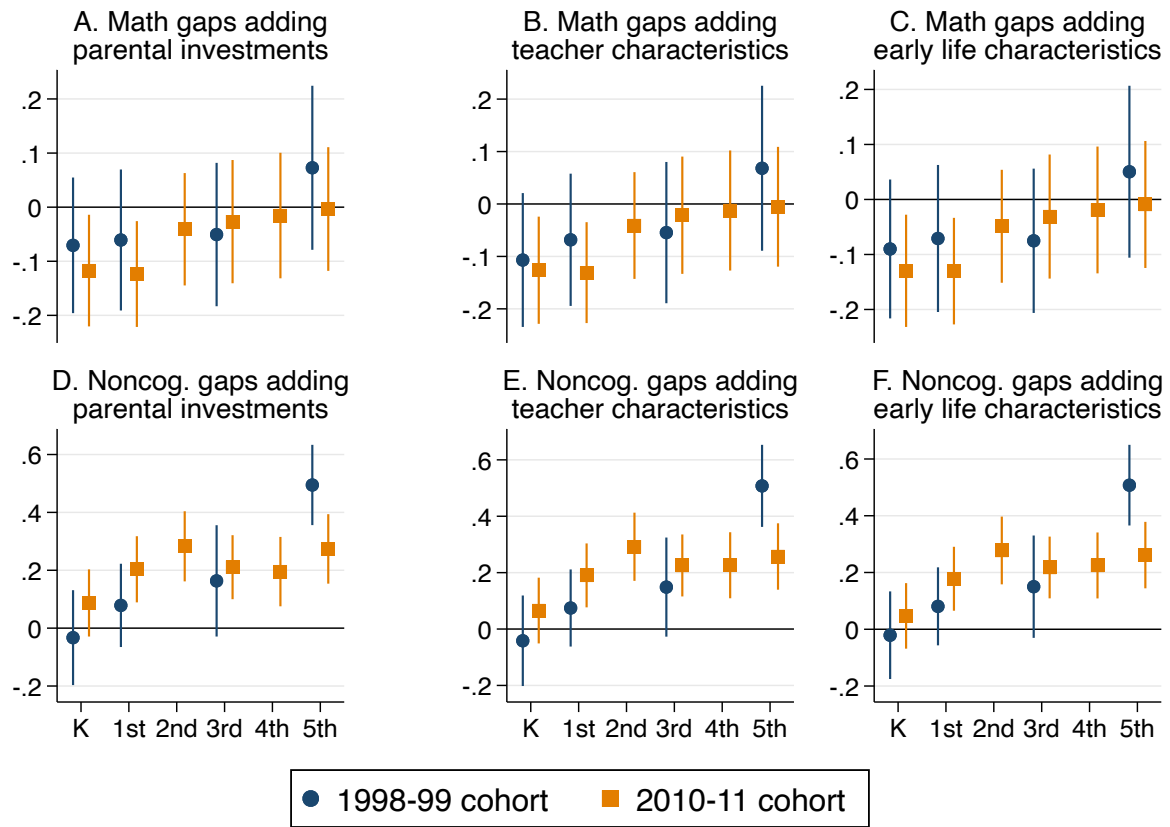 A. Math gaps adding
parental investments
B. Math gaps adding
teacher characteristics
C. Math gaps adding
early life characteristics
.2
.1
0
-.1
-.2
.2
.1
0
-.1
-.2
.2
.1
0
-.1
-.2
D. Noncog. gaps adding
parental investments
E. Noncog. gaps adding
teacher characteristics
F. Noncog. gaps adding
early life characteristics
.6
.4
.2
0
-.2
.6
.4
.2
0
-.2
.6
.4
.2
0
-.2
K 1st 2nd 3rd 4th 5th
K 1st 2nd 3rd 4th 5th
K 1st 2nd 3rd 4th 5th
1998-99 cohort 2010-11 cohort